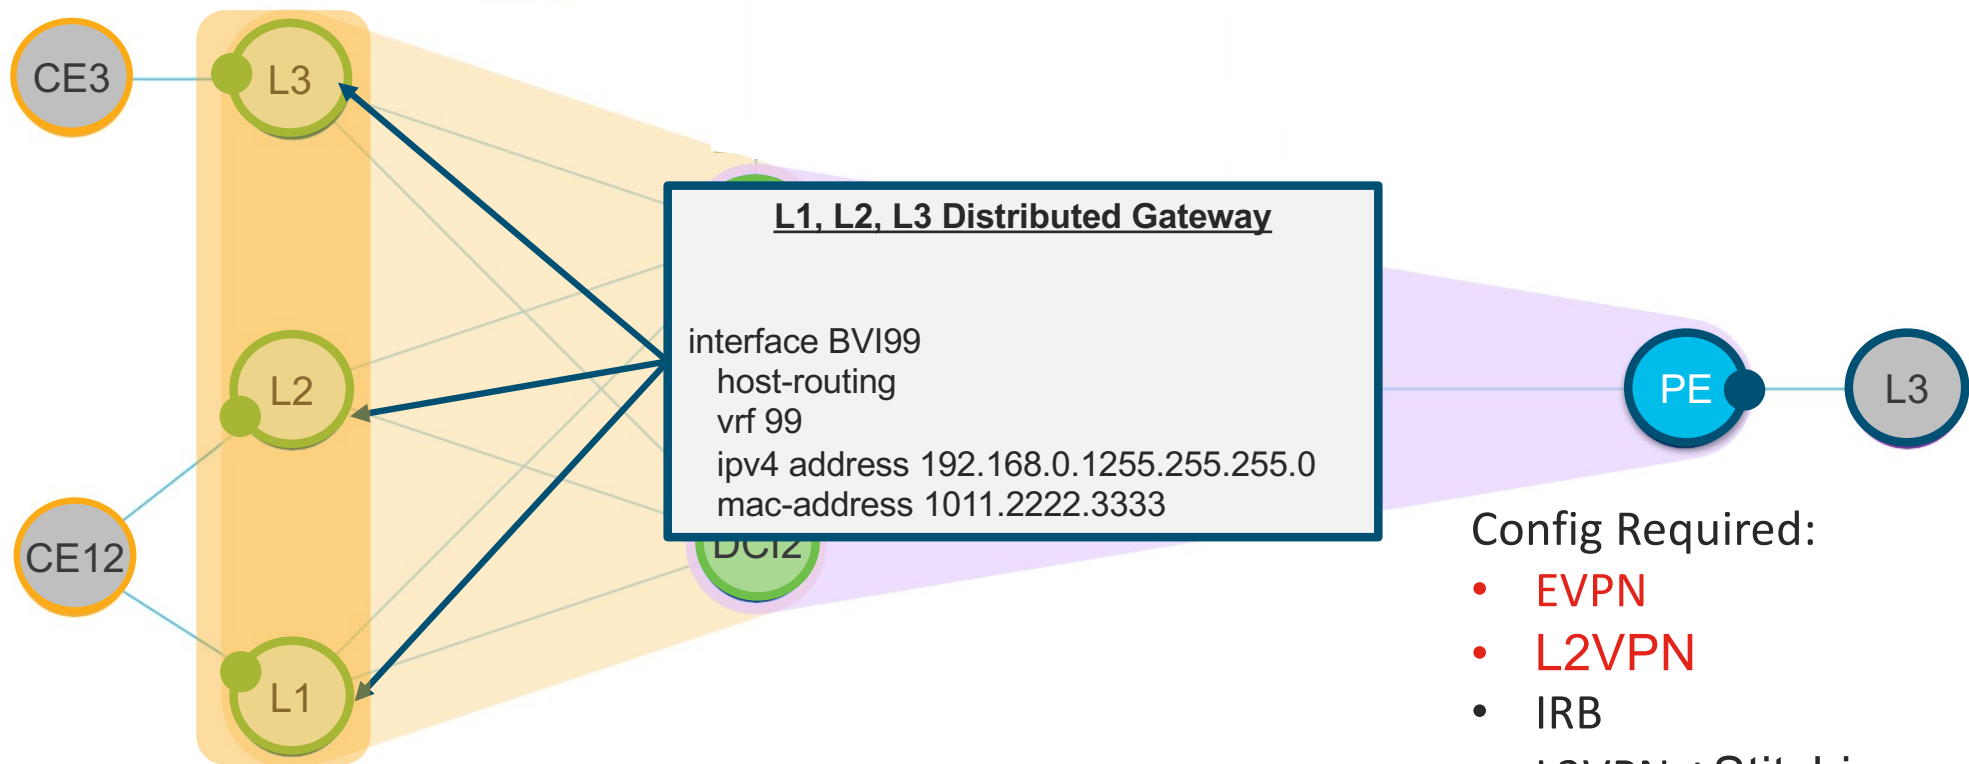 CE3
L3
L1, L2, L3 Distributed Gateway
interface BVI99
host-routing
vrf 99
ipv4 address 192.168.0.1255.255.255.0
mac-address 1011.2222.3333
L2
PE
L3
CE12
DCI2
L1
Config Required:
• EVPN
• L2VPN
• IRB